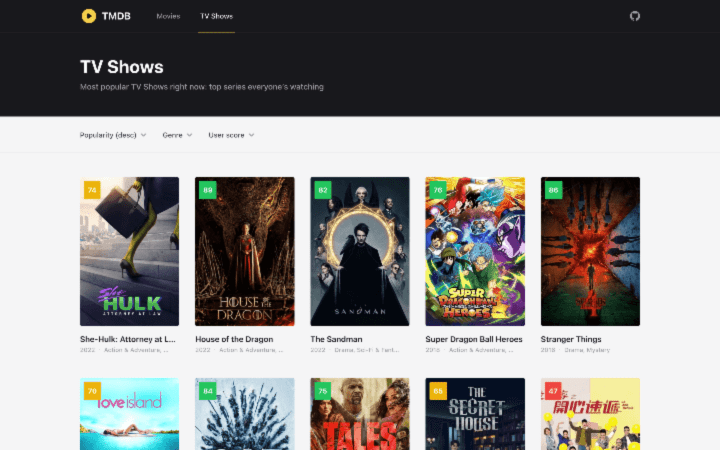 TMDB
Movies
TV Shows
TV Shows
Most popular TV Shows right now: top series everyone's watching
Popularity (desc)
Genre
User score
74
She
HULK
ATTORNEY AT LAW
She-Hulk: Attorney at L...
2022 Action & Adventure, ...
89
HOUSE OF THE
DRAGON
House of the Dragon
2022 Action & Adventure, ...
82
SANDMAN
The Sandman
2022 Drama, Sci-Fi & Fant...
76
SUPER
DRAGONBALL
HEROES
Super Dragon Ball Heroes
2018 Action & Adventure, ...
86
Stranger Things
2016 Drama, Mystery
70
love island
84
75
TALES
68
THE
SECRET
HOUSE
47
開心速遞